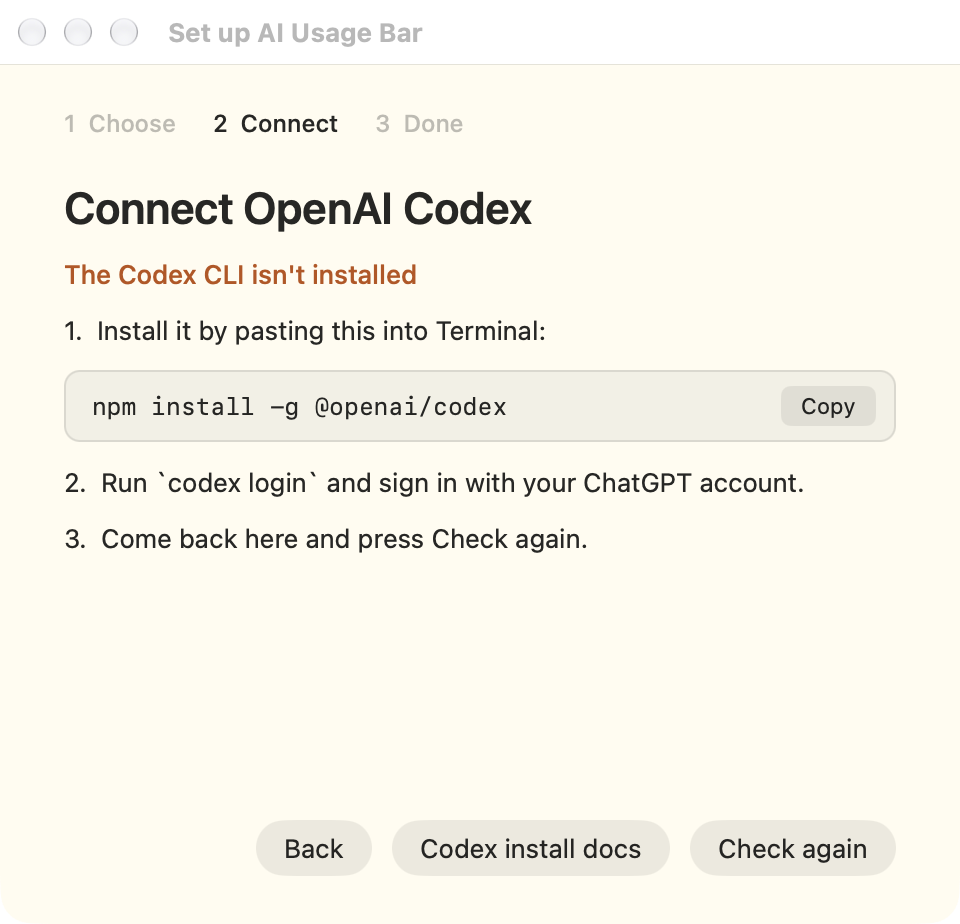 Set up AI Usage Bar
1 Choose 2 Connect 3 Done
Connect OpenAI Codex
The Codex CLI isn't installed
1. Install it by pasting this into Terminal:
npm install -g @openai/codex Copy
2. Run `codex login` and sign in with your ChatGPT account.
3. Come back here and press Check again.
Back Codex install docs Check again